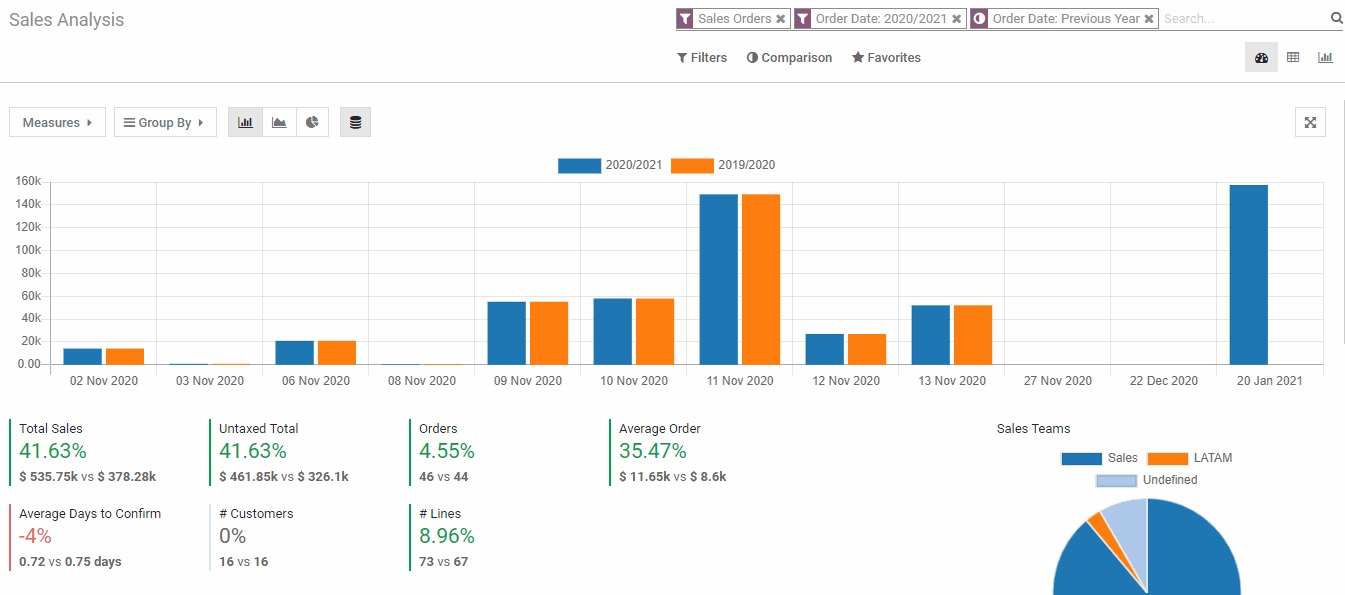 Sales Analysis
Sales Orders ✖ Order Date: 2020/2021 ✖ Order Date: Previous Year ✖ Search...
Filters Comparison Favorites
Measures Group By
2020/2021 2019/2020
160k
140k
120k
100k
80k
60k
40k
20k
0.00
02 Nov 2020 03 Nov 2020 06 Nov 2020 08 Nov 2020 09 Nov 2020 10 Nov 2020 11 Nov 2020 12 Nov 2020 13 Nov 2020 27 Nov 2020 22 Dec 2020 20 Jan 2021
Total Sales Untaxed Total Orders Average Order Sales Teams
41.63% 41.63% 4.55% 35.47%
Sales LATAM
$ 535.75k vs $ 378.28k $ 461.85k vs $ 326.1k 46 vs 44 $ 11.65k vs $ 8.6k
Undefined
Average Days to Confirm # Customers # Lines
-4% 0% 8.96%
0.72 vs 0.75 days 16 vs 16 73 vs 67